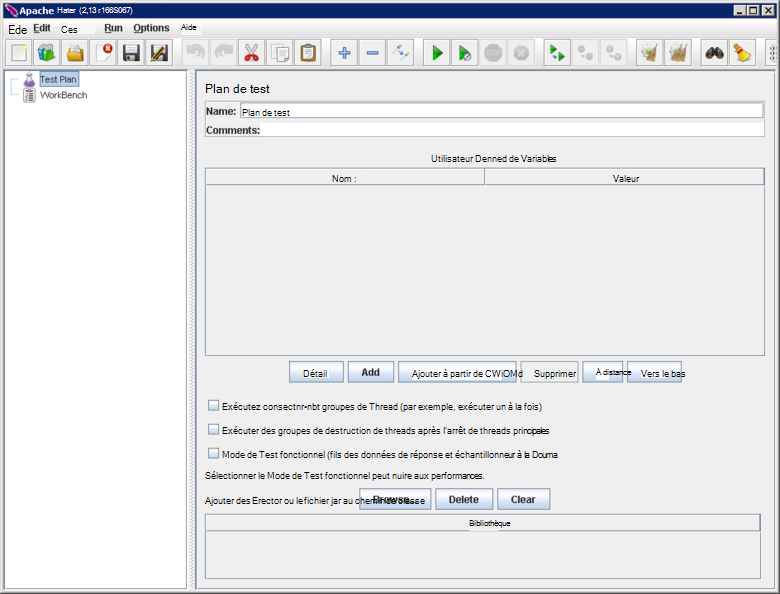 Apache Hater (2,13 r1665067)
Ede Edit Ces Run Options Aide
Test Plan
WorkBench
Plan de test
Name: Plan de test
Comments:
Utilisateur Denned de Variables
Nom : Valeur
Détail Add Ajouter à partir de CWiOMd Supprimer À distance Vers le bas
Exécutez consectnr•nbt groupes de Thread (par exemple, exécuter un à la fois)
Exécuter des groupes de destruction de threads après l'arrêt de threads principales
Mode de Test fonctionnel (fils des données de réponse et échantillonneur à la Douma
Sélectionner le Mode de Test fonctionnel peut nuire aux performances.
Ajouter des Erector ou le fichier jar au chemin de classe Browse... Delete Clear
Bibliothèque